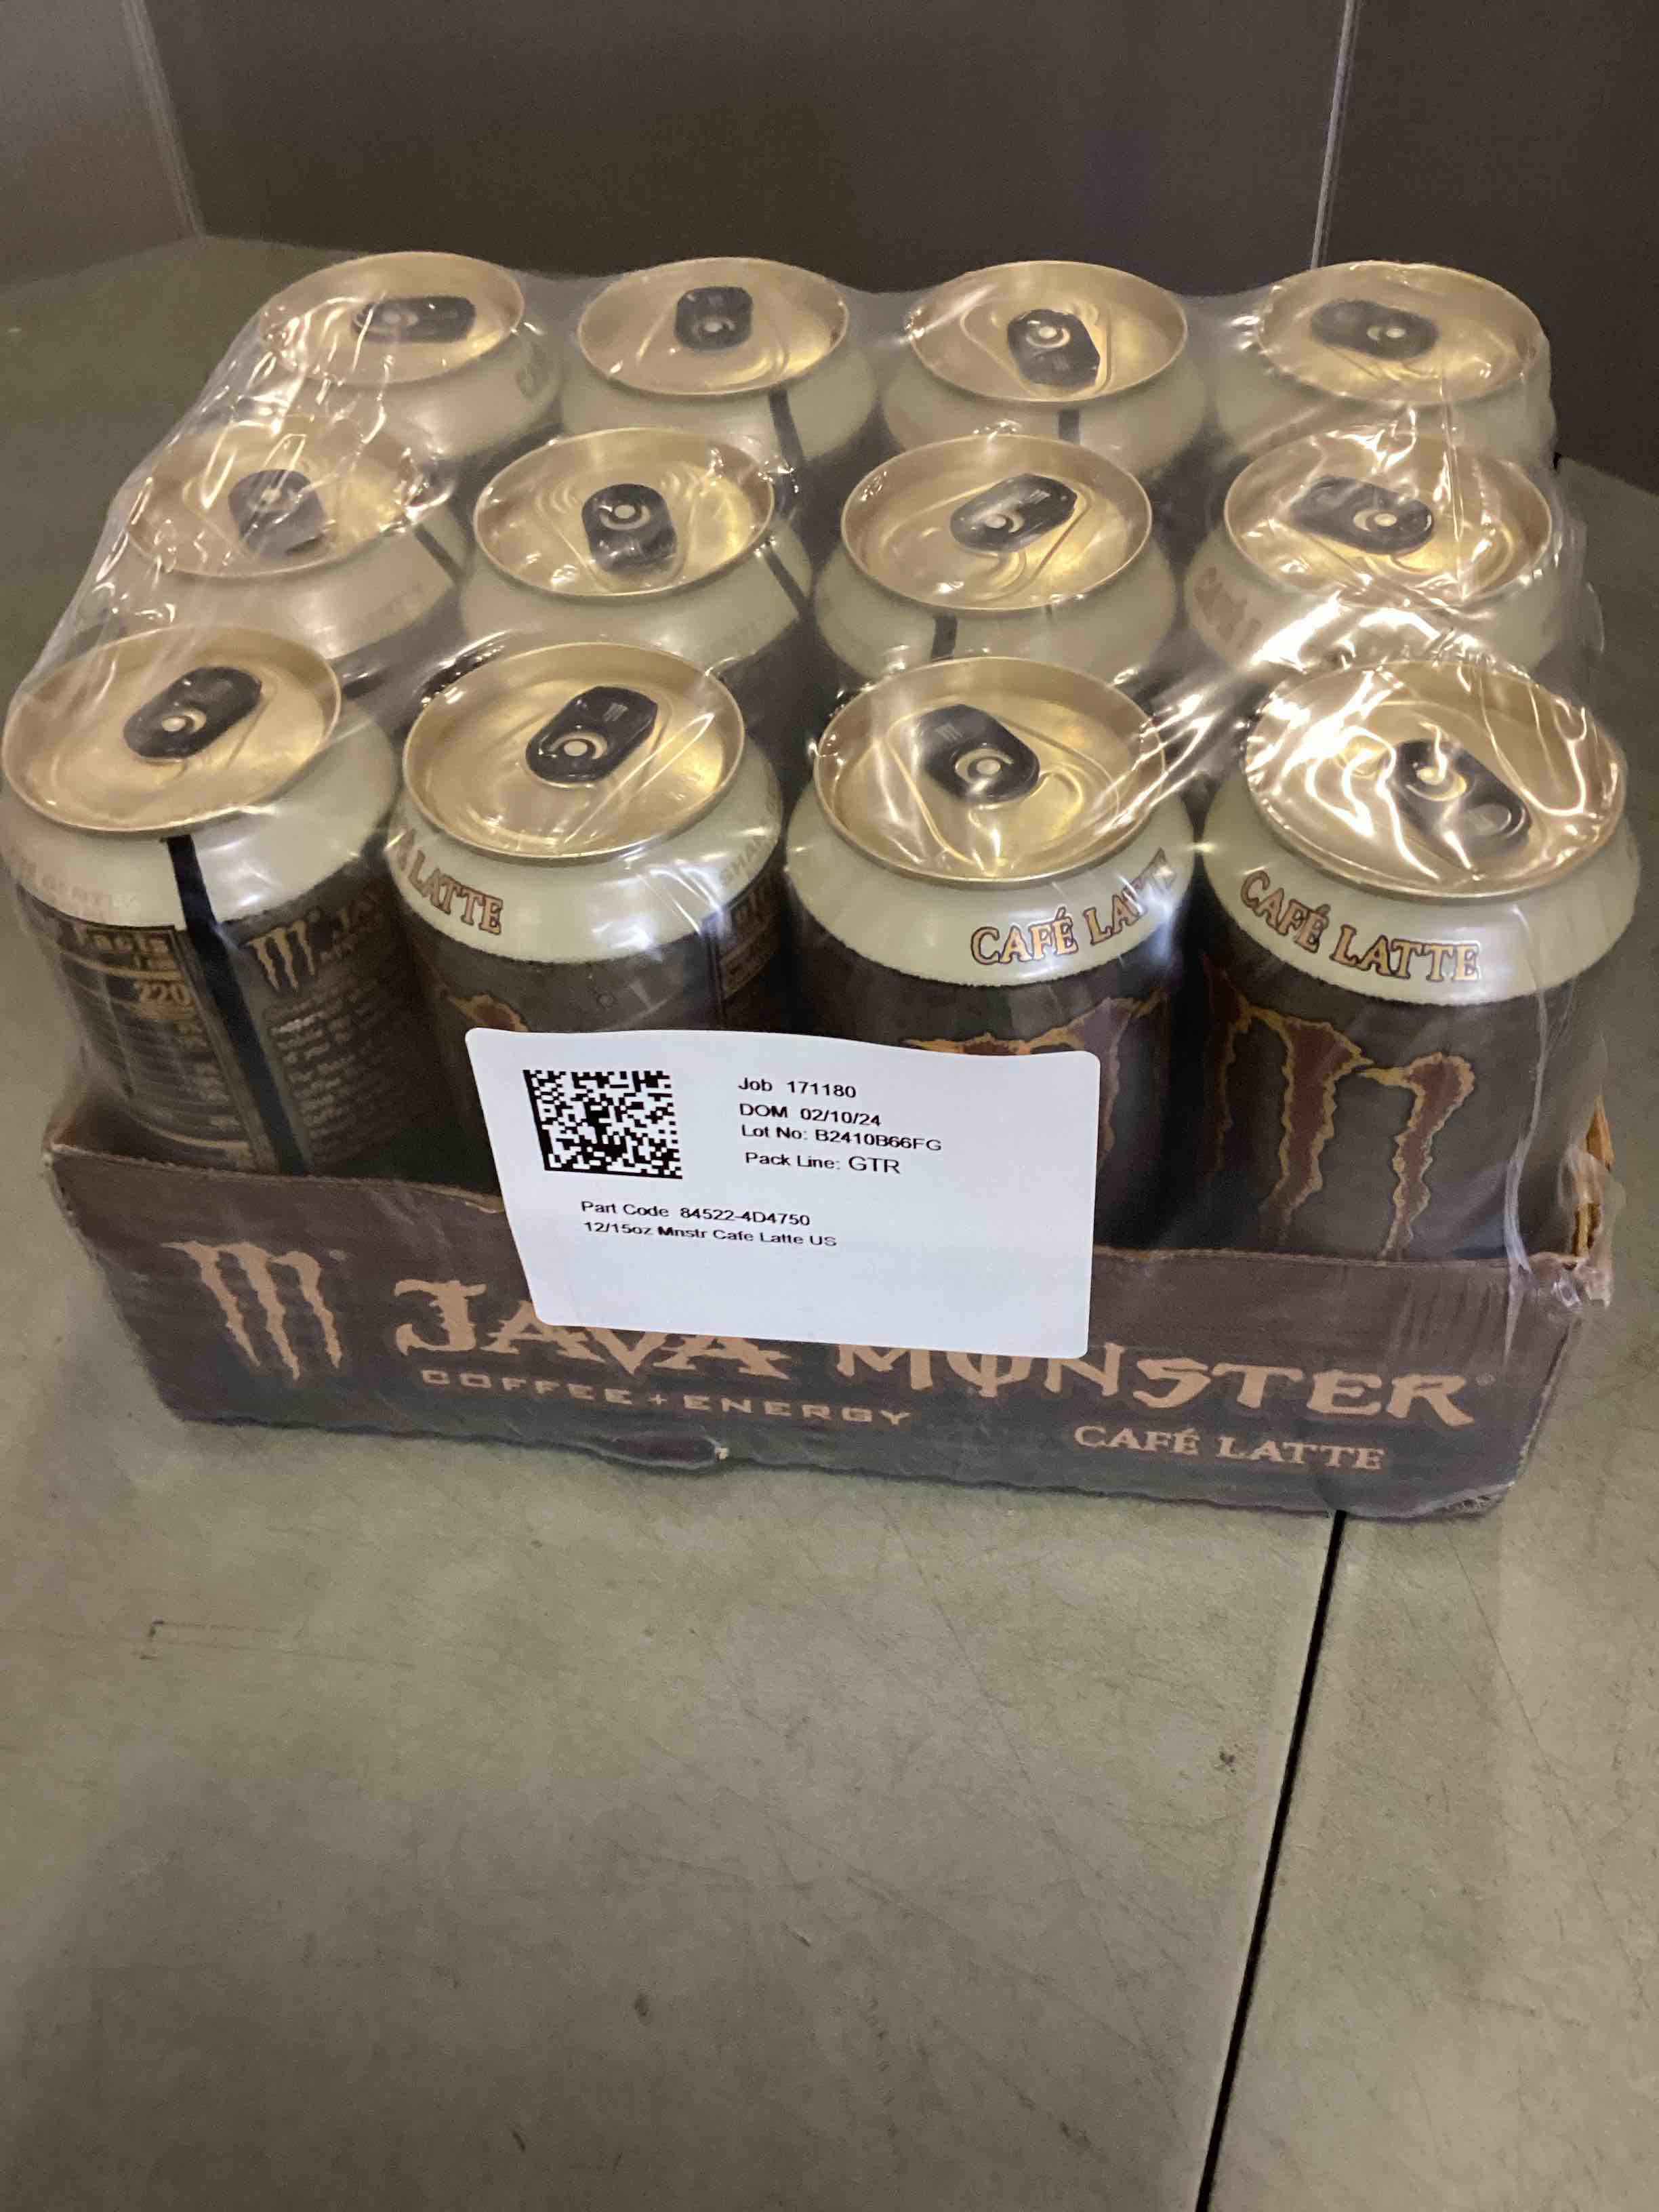 LATTE
CAFÉ LATTE
CAFÉ LATTE
220
Job 171180
DOM 02/10/24
Lot No: B2410B66FG
Pack Line: GTR
Part Code 84522-4D4750
12/15oz Mnstr Cafe Latte US
JAVA MONSTER
COFFEE + ENERGY
CAFÉ LATTE